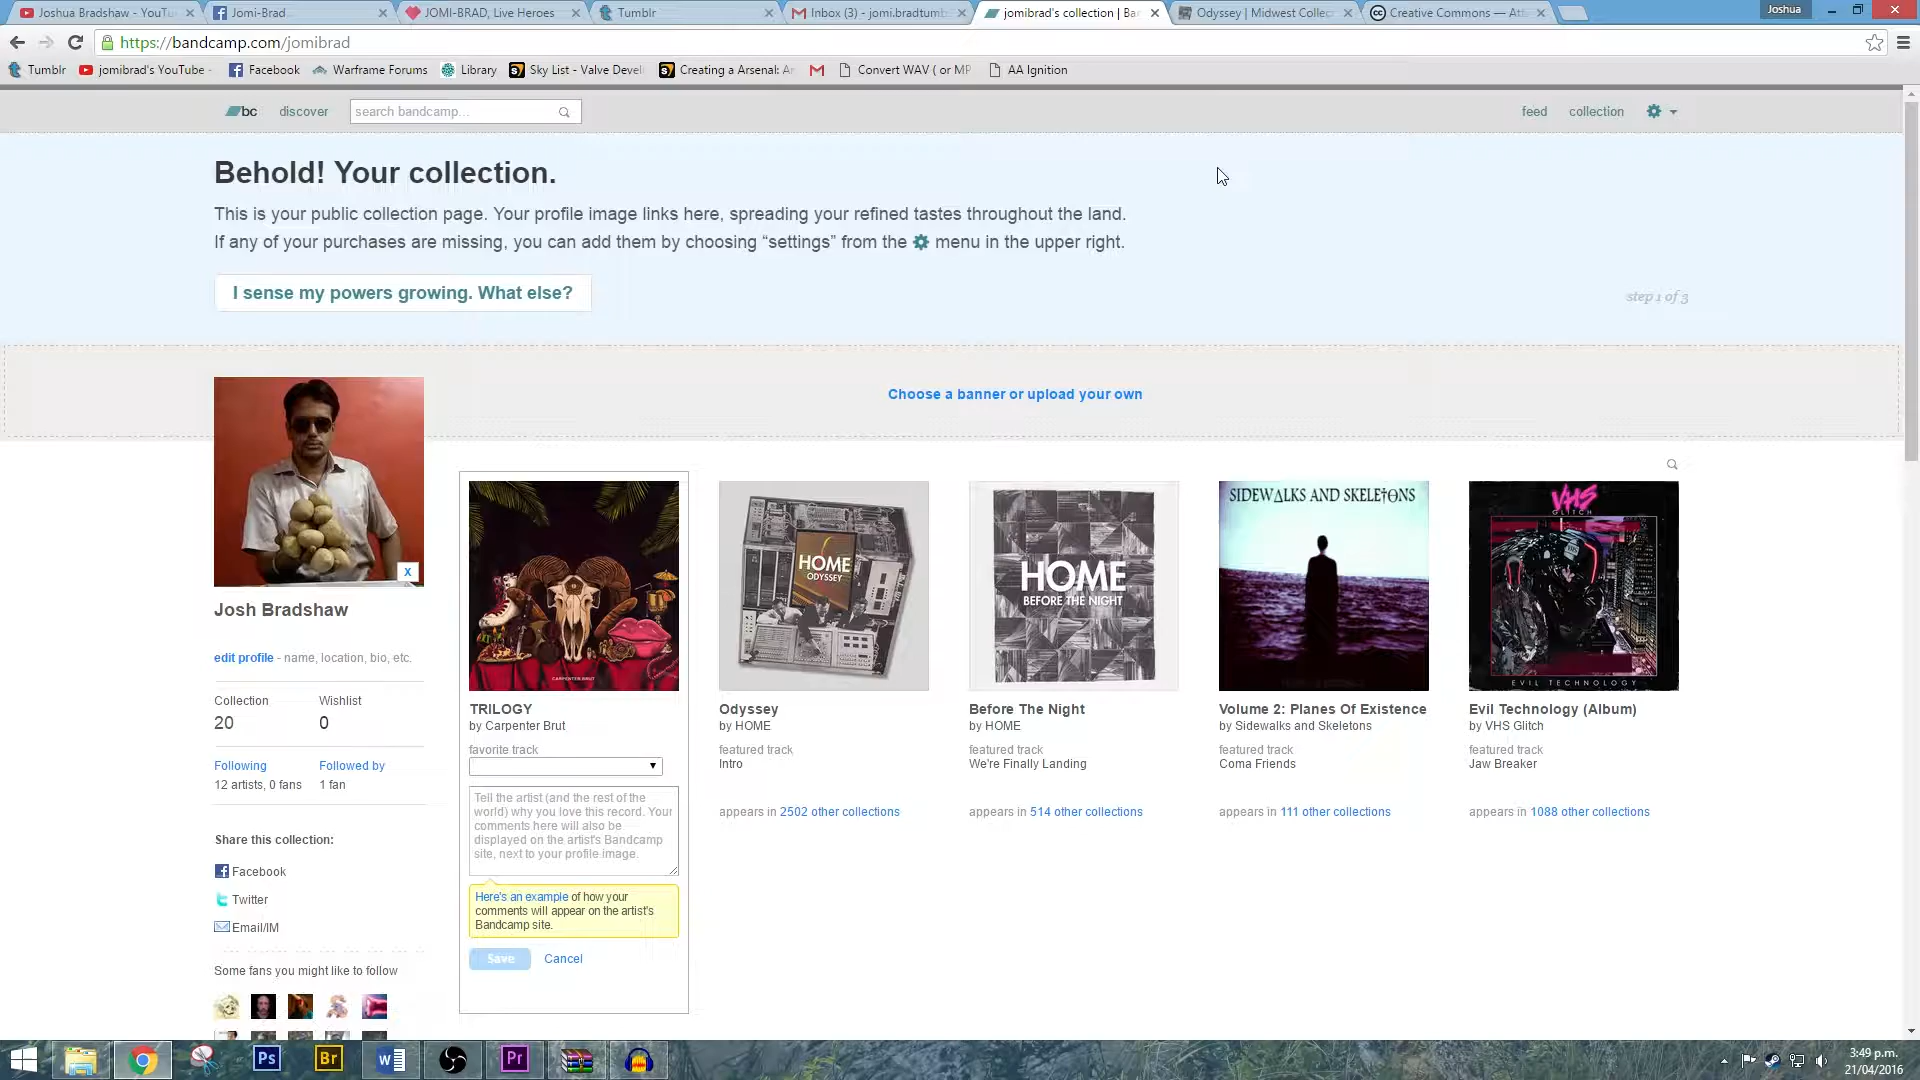 Joshua Bradshaw - YouTu
Jomi-Brad
JOMI-BRAD, Live Heroes
Tumblr
Inbox (3) - jomi.bradtumb
jomibrad's collection | Ba
Odyssey | Midwest Collec
Creative Commons — Att
Joshua
https://bandcamp.com/jomibrad
Tumblr
jomibrad's YouTube
Facebook
Warframe Forums
Library
Sky List - Valve Devel
Creating a Arsenal: Ar
Convert WAV ( or MP
AA Ignition
bc
discover
search bandcamp...
feed
collection
Behold! Your collection.
This is your public collection page. Your profile image links here, spreading your refined tastes throughout the land.
If any of your purchases are missing, you can add them by choosing “settings” from the menu in the upper right.
I sense my powers growing. What else?
step 1 of 3
Choose a banner or upload your own
X
Josh Bradshaw
edit profile - name, location, bio, etc.
Collection
20
Wishlist
0
Following
12 artists, 0 fans
Followed by
1 fan
Share this collection:
Facebook
Twitter
Email/IM
Some fans you might like to follow
CARPENTER BRUT
TRILOGY
by Carpenter Brut
favorite track
Tell the artist (and the rest of the
world) why you love this record. Your
comments here will also be
displayed on the artist's Bandcamp
site, next to your profile image.
Here's an example of how your
comments will appear on the artist's
Bandcamp site.
Save
Cancel
HOME
ODYSSEY
Odyssey
by HOME
featured track
Intro
appears in 2502 other collections
HOME
BEFORE THE NIGHT
Before The Night
by HOME
featured track
We're Finally Landing
appears in 514 other collections
SIDEWΔLKS AND SKELE†ONS
Volume 2: Planes Of Existence
by Sidewalks and Skeletons
featured track
Coma Friends
appears in 111 other collections
VHS
GLITCH
EVIL TECHNOLOGY
Evil Technology (Album)
by VHS Glitch
featured track
Jaw Breaker
appears in 1088 other collections
Ps
Br
W
Pr
3:49 p.m.
21/04/2016